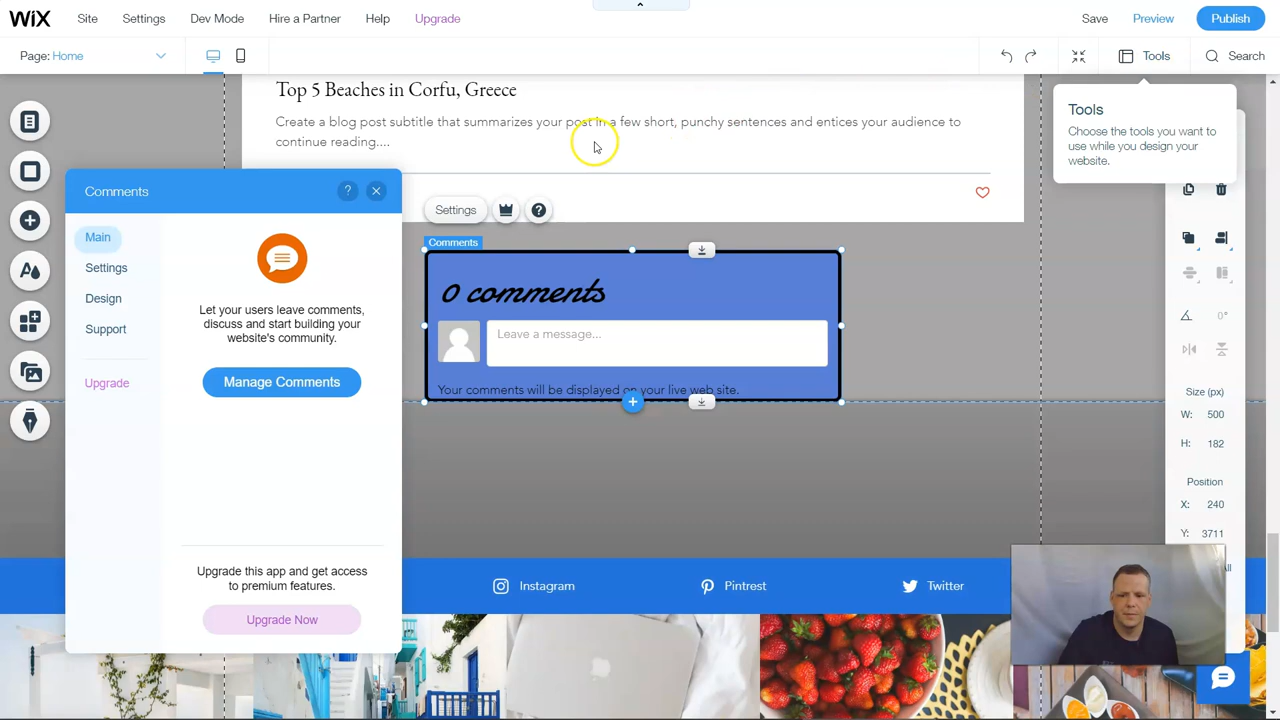 WiX Site Settings Dev Mode Hire a Partner Help Upgrade Save Preview Publish
Page: Home Tools Search
Top 5 Beaches in Corfu, Greece
Create a blog post subtitle that summarizes your post in a few short, punchy sentences and entices your audience to
continue reading....
Tools
Choose the tools you want to
use while you design your
website.
Comments ?
Main
Settings
Design
Support
Upgrade
Let your users leave comments,
discuss and start building your
website's community.
Manage Comments
Upgrade this app and get access
to premium features.
Upgrade Now
Settings ?
Comments
0 comments
Leave a message...
Your comments will be displayed on your live web site.
0°
Size (px)
W: 500
H: 182
Position
X: 240
Y: 3711
Instagram Pintrest Twitter